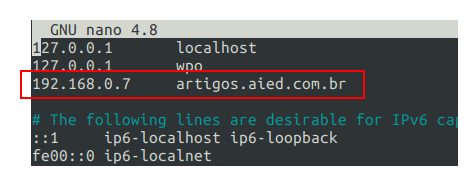 GNU nano 4.8
127.0.0.1 localhost
127.0.0.1 wpo
192.168.0.7 artigos.aied.com.br
# The following lines are desirable for IPv6
::1 ip6-localhost ip6-loopback
fe00::0 ip6-localnet